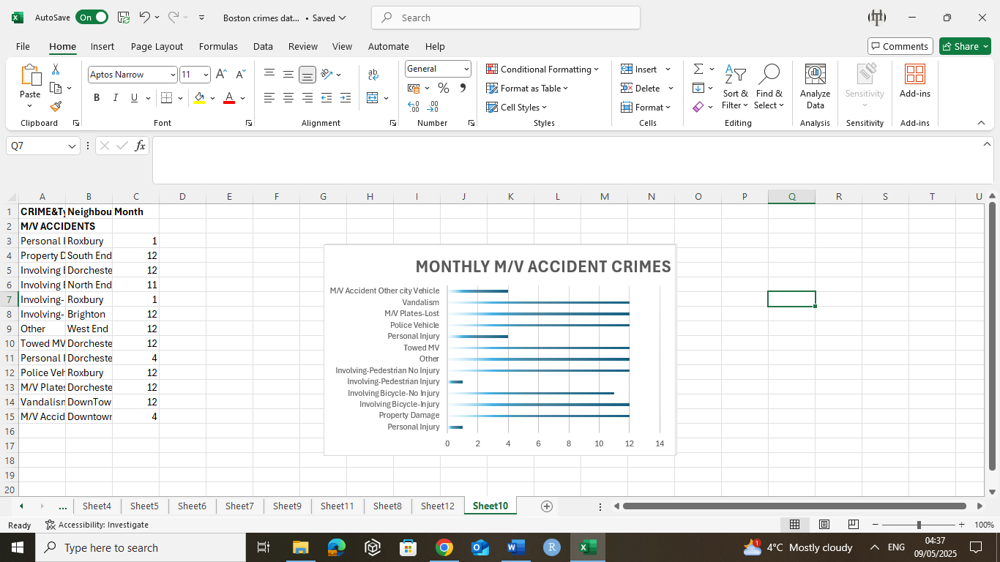 AutoSave On Boston crimes dat... • Saved Search
File Home Insert Page Layout Formulas Data Review View Automate Help Comments Share
Paste Aptos Narrow 11 General Conditional Formatting Insert Sort & Filter Find & Select Analyze Data Sensitivity Add-ins
B I U Format as Table Delete
Cell Styles Format
Clipboard Font Alignment Number Styles Cells Editing Analysis Sensitivity Add-ins
Q7 fx
A B C D E F G H I J K L M N O P Q R S T U
1 CRIME&Ty Neighbou Month
2 M/V ACCIDENTS
3 Personal I Roxbury 1
4 Property D South End 12
5 Involving B Dorcheste 12
6 Involving B North End 11
7 Involving- Roxbury 1
8 Involving- Brighton 12
9 Other West End 12
10 Towed MV Dorcheste 12
11 Personal I Dorcheste 4
12 Police Veh Roxbury 12
13 M/V Plates Dorcheste 12
14 Vandalism DownTow 12
15 M/V Accid Downtown 4
16
17
18
19
20
MONTHLY M/V ACCIDENT CRIMES
M/V Accident Other city Vehicle
Vandalism
M/V Plates-Lost
Police Vehicle
Personal Injury
Towed MV
Other
Involving-Pedestrian No Injury
Involving-Pedestrian Injury
Involving Bicycle-No Injury
Involving Bicycle-Injury
Property Damage
Personal Injury
0 2 4 6 8 10 12 14
... Sheet4 Sheet5 Sheet6 Sheet7 Sheet9 Sheet11 Sheet8 Sheet12 Sheet10
Ready Accessibility: Investigate 100%
Type here to search 1 4°C Mostly cloudy ENG 04:37
09/05/2025